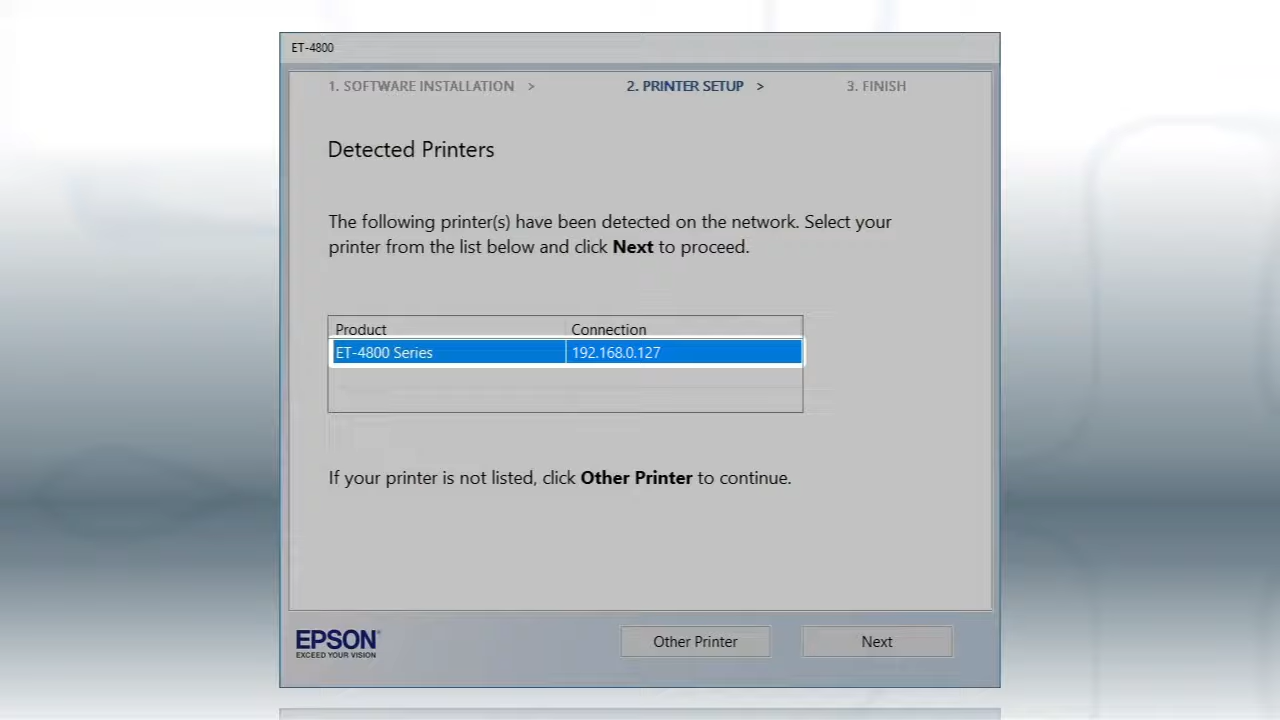 ET-4800
1. SOFTWARE INSTALLATION > 2. PRINTER SETUP > 3. FINISH
Detected Printers
The following printer(s) have been detected on the network. Select your
printer from the list below and click Next to proceed.
Product Connection
ET-4800 Series 192.168.0.127
If your printer is not listed, click Other Printer to continue.
EPSON
EXCEED YOUR VISION
Other Printer Next